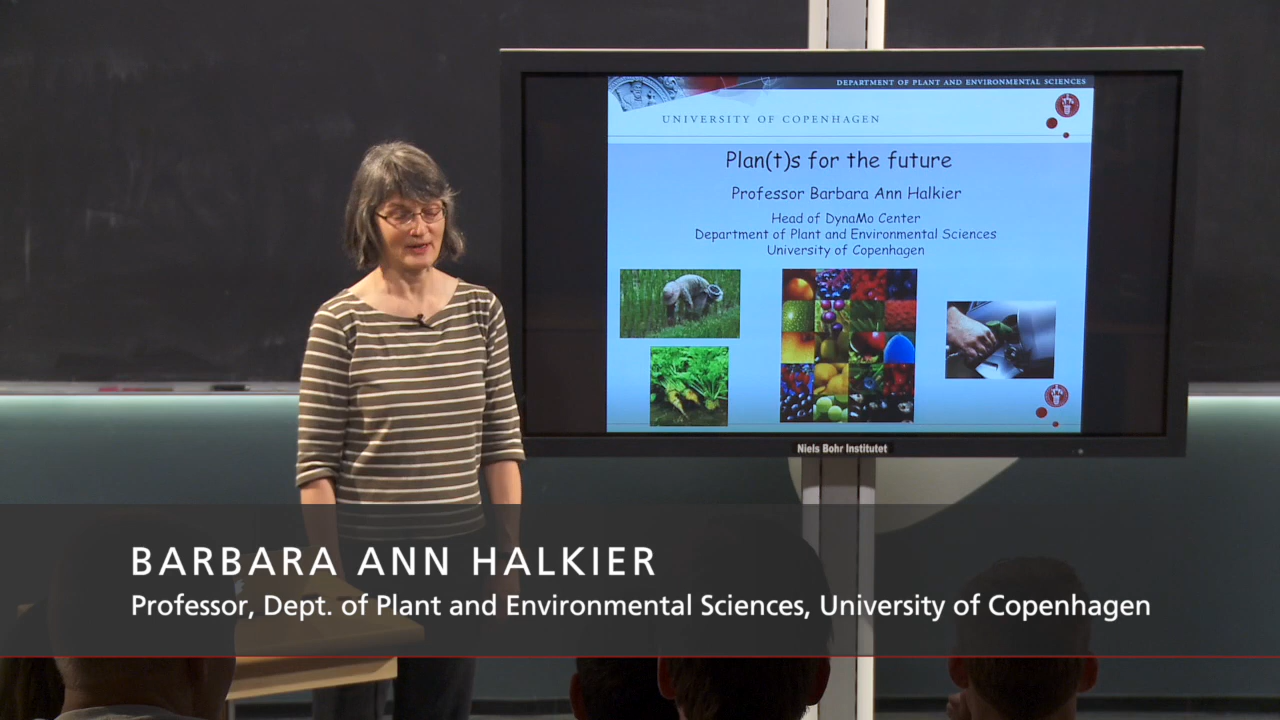 DEPARTMENT OF PLANT AND ENVIRONMENTAL SCIENCES
UNIVERSITY OF COPENHAGEN
Plan(t)s for the future
Professor Barbara Ann Halkier
Head of DynaMo Center
Department of Plant and Environmental Sciences
University of Copenhagen
Niels Bohr Institutet
BARBARA ANN HALKIER
Professor, Dept. of Plant and Environmental Sciences, University of Copenhagen